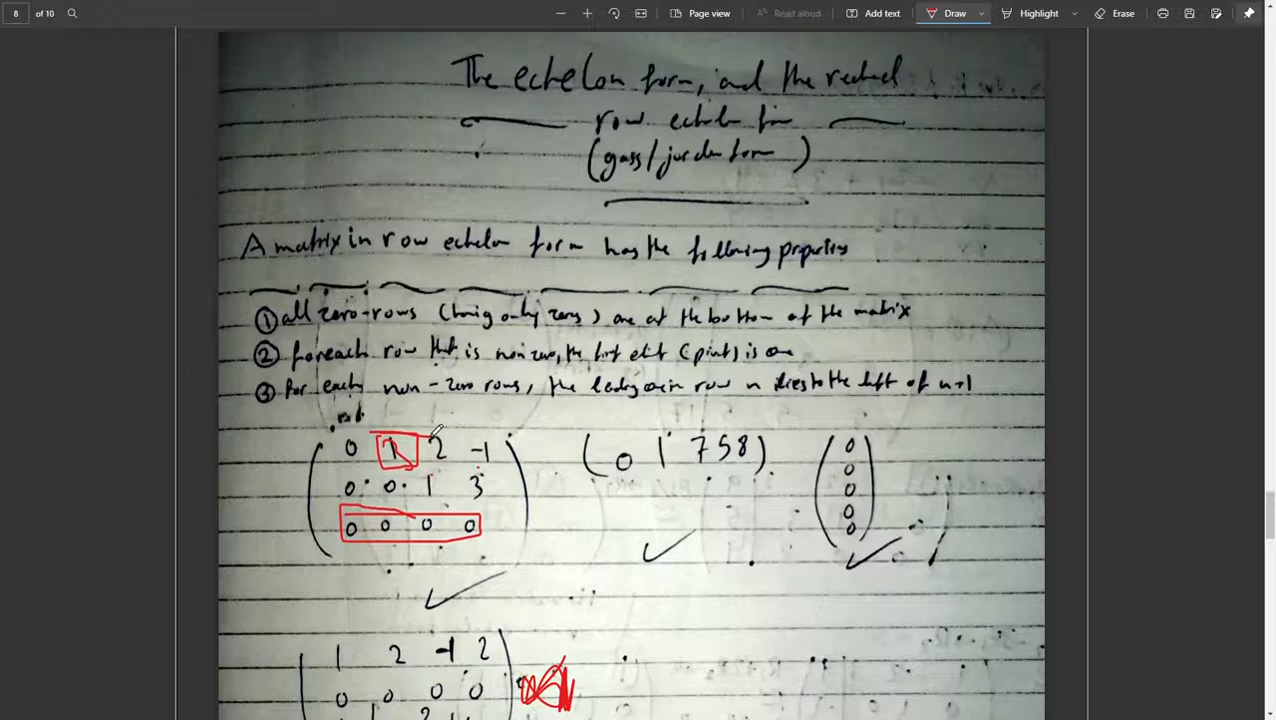 8 of 10 Page view Read aloud Add text Draw Highlight Erase
The echelon form, and the reduced
row echelon form
(gass/jordan form)
A matrix in row echelon form has the following properties
① all zero-rows (having only zeros) are at the bottom of the matrix
② for each row that is non zero, the first elet (pivot) is one
③ for each non-zero rows, the leading one in row n lies to the left of n+1
0 1 2 -1
0 0 1 3
0 0 0 0
(0 1 7 5 8)
0
0
0
0
0
1 2 -1 2
0 0 0 0